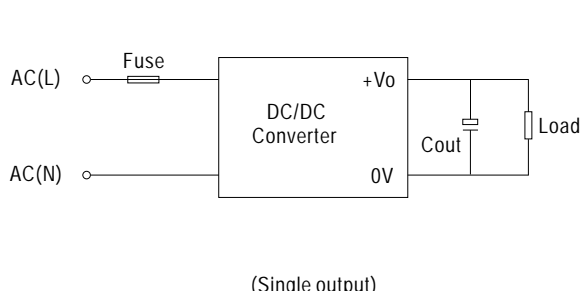 Fuse
AC(L)
+Vo
DC/DC
Converter
Cout
Load
AC(N)
0V
(Single output)